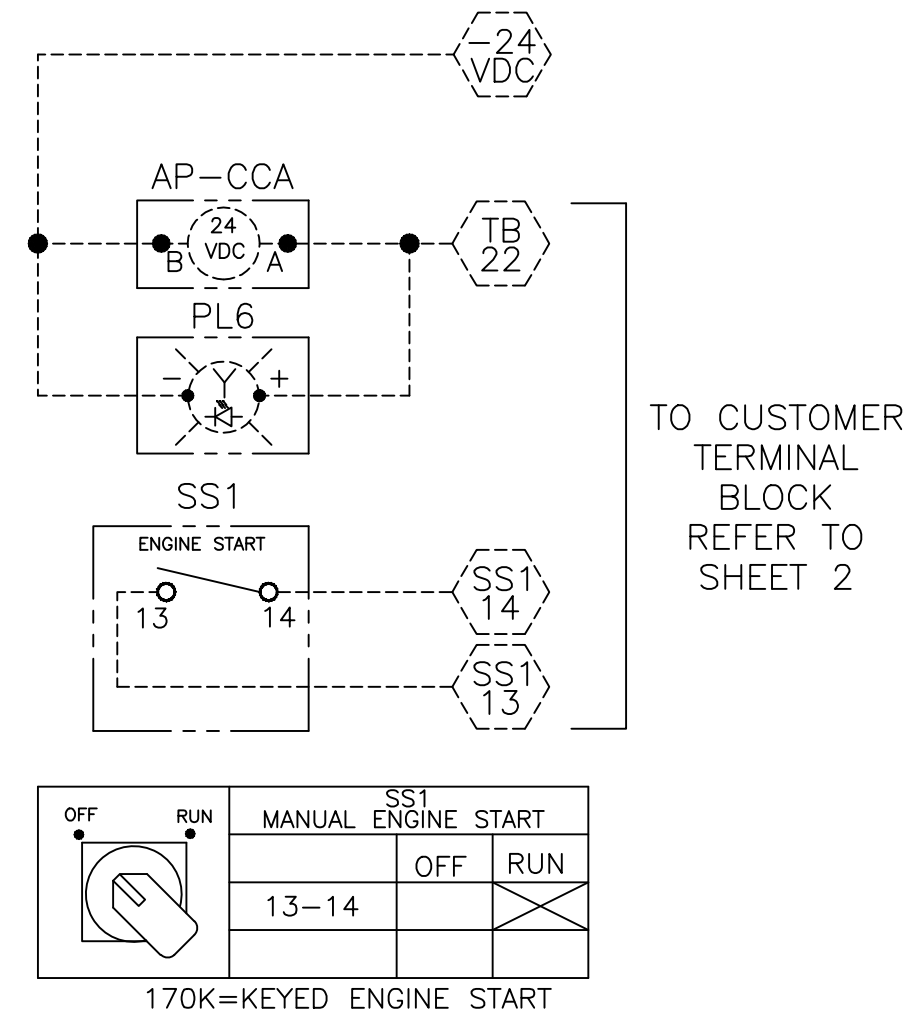 -24
VDC
AP-CCA
24
VDC
B
A
TB
22
PL6
-
+
Y
SS1
ENGINE START
13
14
SS1
14
SS1
13
TO CUSTOMER
TERMINAL
BLOCK
REFER TO
SHEET 2
OFF
RUN
SS1
MANUAL ENGINE START
OFF
RUN
13-14
170K=KEYED ENGINE START